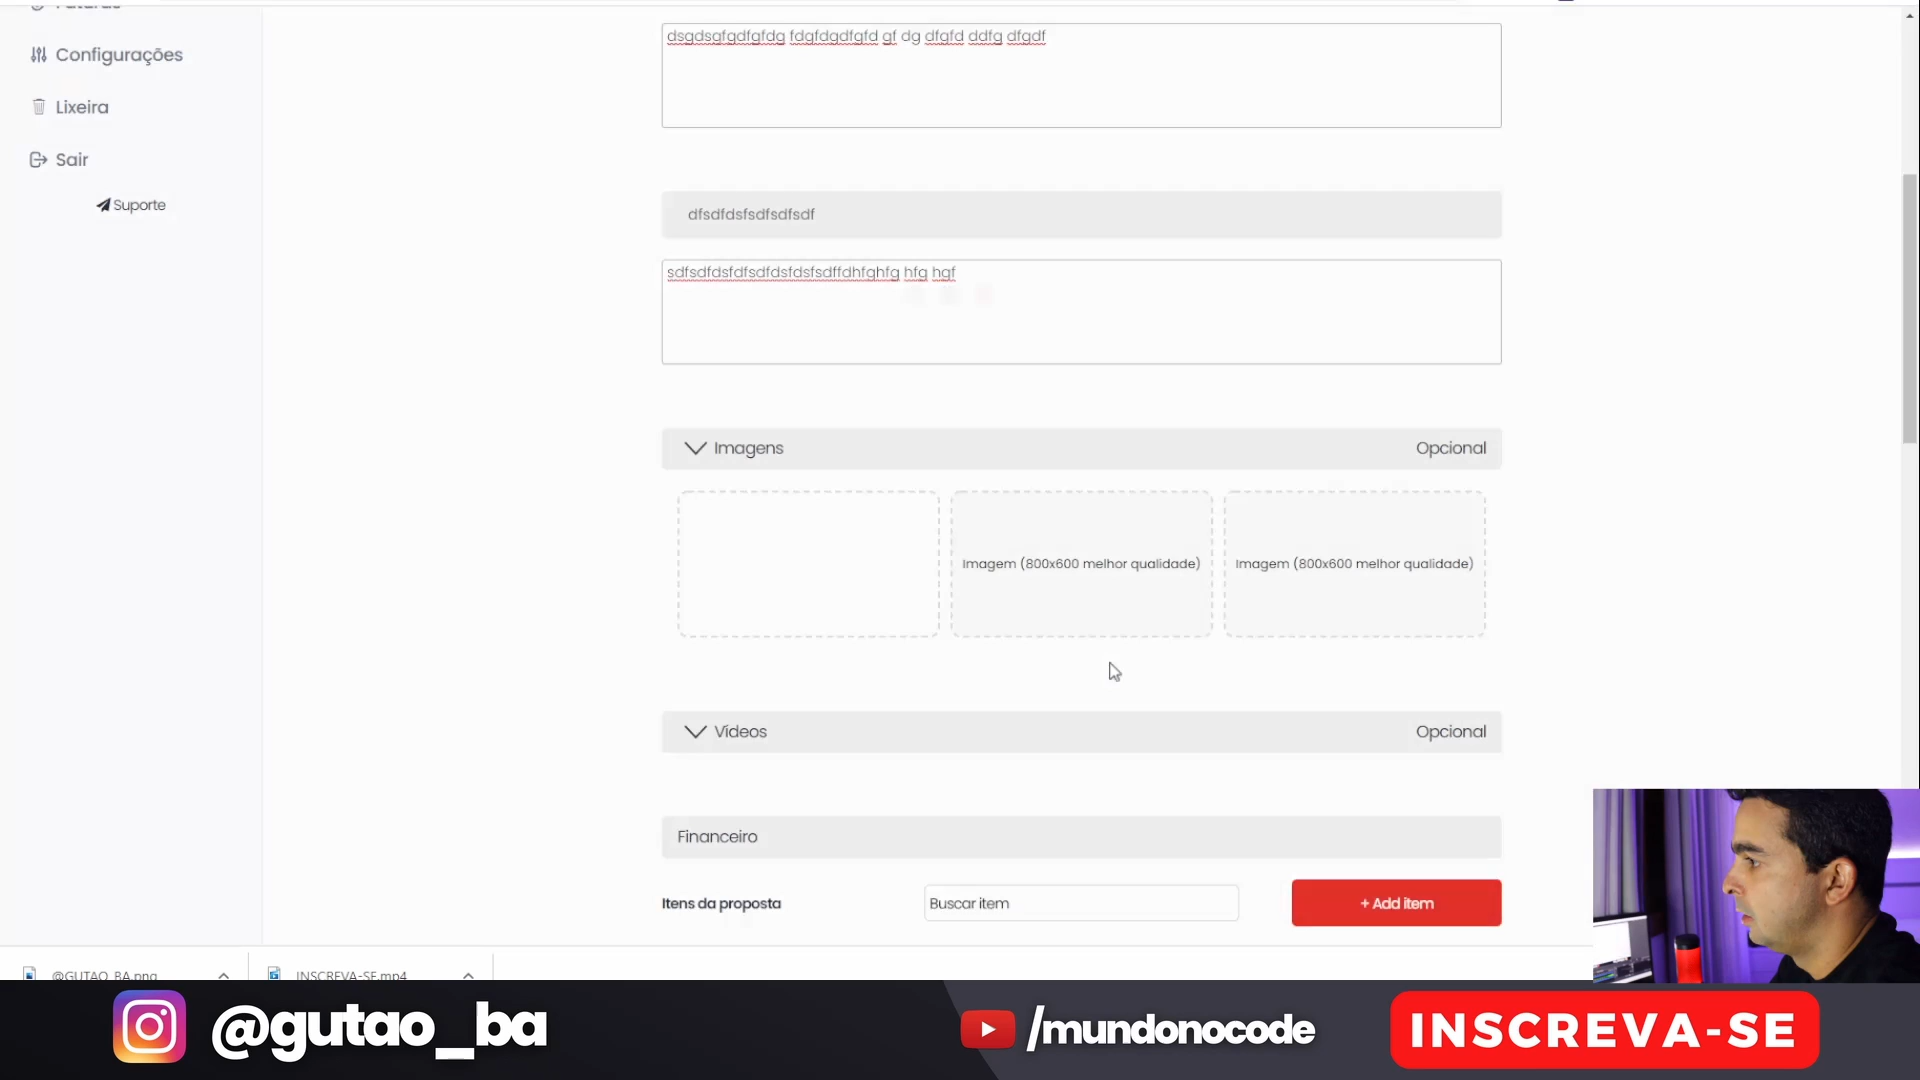 dsgdsgfgdfgfdg fdgfdgdfgfd gf dg dfgfd ddfg dfgdf
Configurações
Lixeira
Sair
Suporte
dfsdfdsfsdfsdfsdf
sdfsdfdsfdfsdfdsfdsfsdffdhfghfg hfg hgf
Imagens
Opcional
Imagem (800x600 melhor qualidade)
Imagem (800x600 melhor qualidade)
Vídeos
Opcional
Financeiro
Itens da proposta
Buscar item
+ Add item
@GUTAO_BA.png
INSCREVA-SE.mp4
@gutao_ba
/mundonocode
INSCREVA-SE